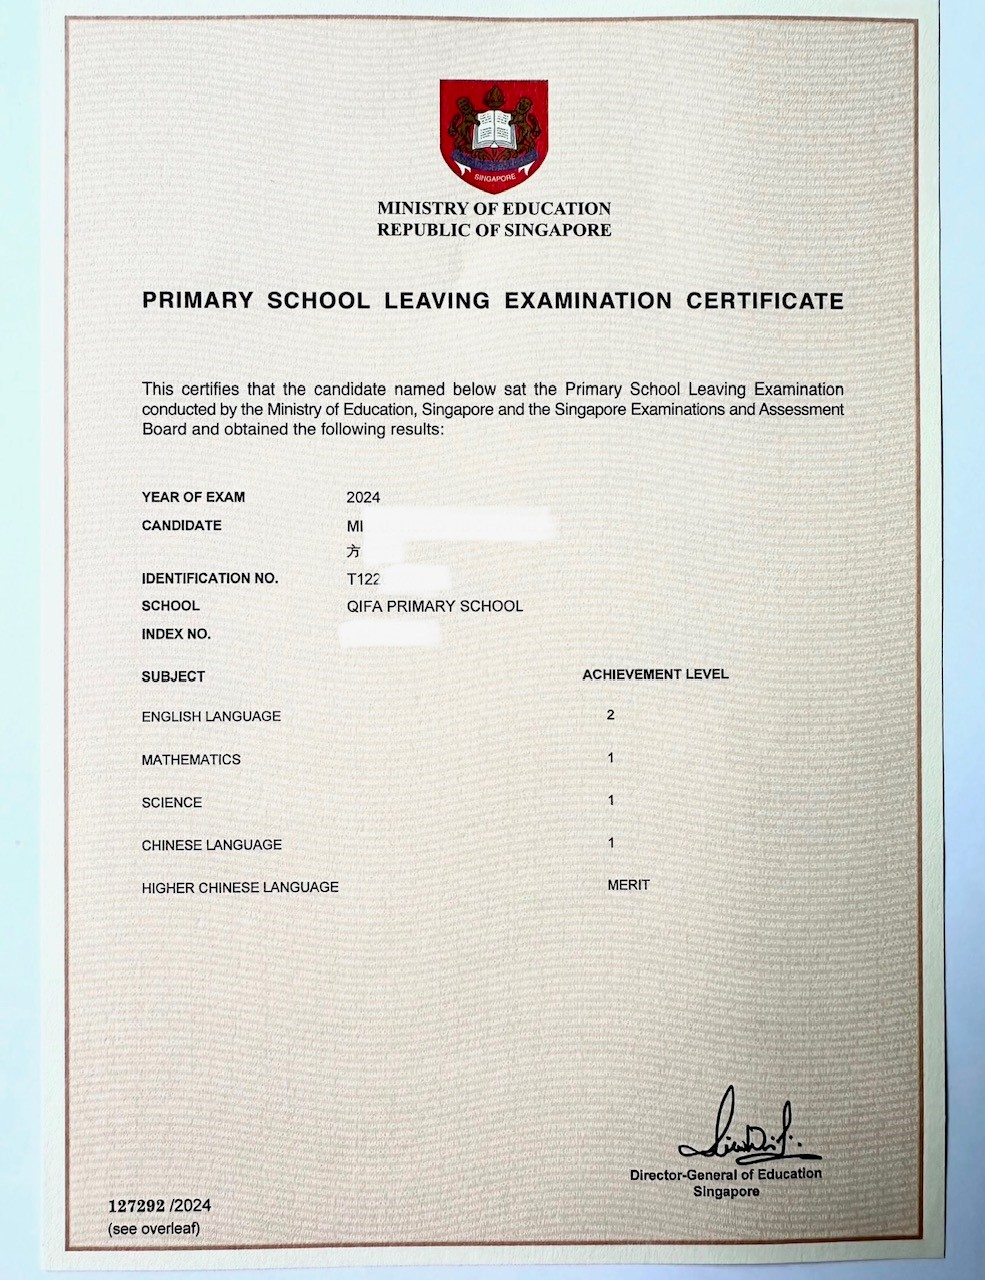 SINGAPORE
MINISTRY OF EDUCATION
REPUBLIC OF SINGAPORE
PRIMARY SCHOOL LEAVING EXAMINATION CERTIFICATE
This certifies that the candidate named below sat the Primary School Leaving Examination
conducted by the Ministry of Education, Singapore and the Singapore Examinations and Assessment
Board and obtained the following results:
YEAR OF EXAM 2024
CANDIDATE MI
方
IDENTIFICATION NO. T122
SCHOOL QIFA PRIMARY SCHOOL
INDEX NO.
SUBJECT ACHIEVEMENT LEVEL
ENGLISH LANGUAGE 2
MATHEMATICS 1
SCIENCE 1
CHINESE LANGUAGE 1
HIGHER CHINESE LANGUAGE MERIT
Director-General of Education
Singapore
127292 /2024
(see overleaf)